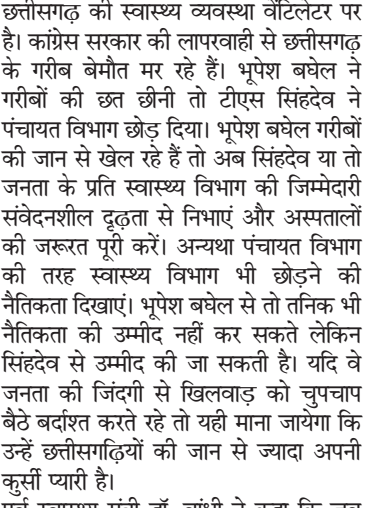 छत्तीसगढ़ की स्वास्थ्य व्यवस्था वेंटिलेटर पर
है। कांग्रेस सरकार की लापरवाही से छत्तीसगढ़
के गरीब बेमौत मर रहे हैं। भूपेश बघेल ने
गरीबों की छत छीनी तो टीएस सिंहदेव ने
पंचायत विभाग छोड़ दिया। भूपेश बघेल गरीबों
की जान से खेल रहे हैं तो अब सिंहदेव या तो
जनता के प्रति स्वास्थ्य विभाग की जिम्मेदारी
संवेदनशील दृढ़ता से निभाएं और अस्पतालों
की जरूरत पूरी करें। अन्यथा पंचायत विभाग
की तरह स्वास्थ्य विभाग भी छोड़ने की
नैतिकता दिखाएं। भूपेश बघेल से तो तनिक भी
नैतिकता की उम्मीद नहीं कर सकते लेकिन
सिंहदेव से उम्मीद की जा सकती है। यदि वे
जनता की जिंदगी से खिलवाड़ को चुपचाप
बैठे बर्दाश्त करते रहे तो यही माना जायेगा कि
उन्हें छत्तीसगढ़ियों की जान से ज्यादा अपनी
कुर्सी प्यारी है।